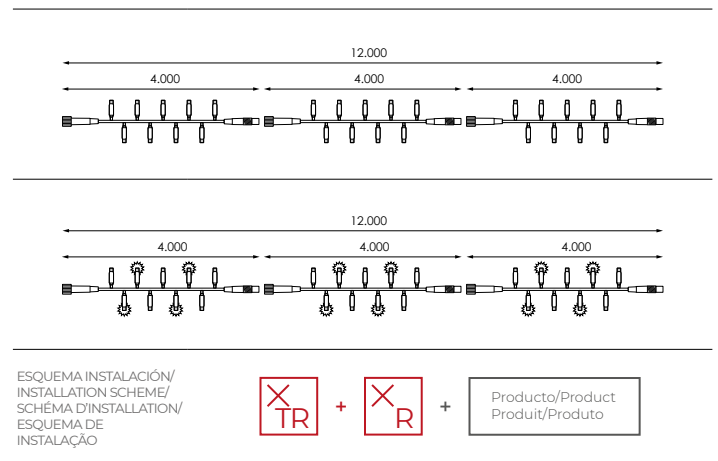 12.000
4.000 4.000 4.000
12.000
4.000 4.000 4.000
ESQUEMA INSTALACIÓN/
INSTALLATION SCHEME/
SCHÉMA D'INSTALLATION/
ESQUEMA DE
INSTALAÇÃO
X TR + X R + Producto/Product
Produit/Produto